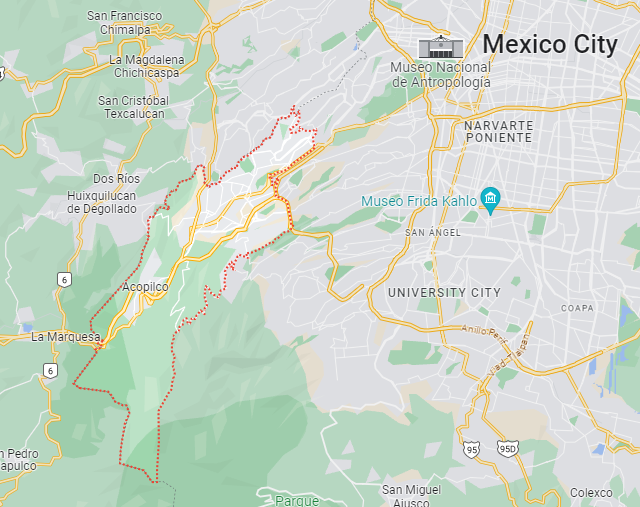 San Francisco
Chimalpa
Mexico City
La Magdalena
Chichicaspa
Museo Nacional
de Antropología
San Cristóbal
Texcalucan
NARVARTE
PONIENTE
Dos Ríos
Huixquilucan
de Degollado
Museo Frida Kahlo
SAN ÁNGEL
6
Acopilco
UNIVERSITY CITY
COAPA
La Marquesa
Anillo Perif
Viad. Tlalpan
6
95
95D
n Pedro
apulco
San Miguel
Ajusco
Parque
Colexco